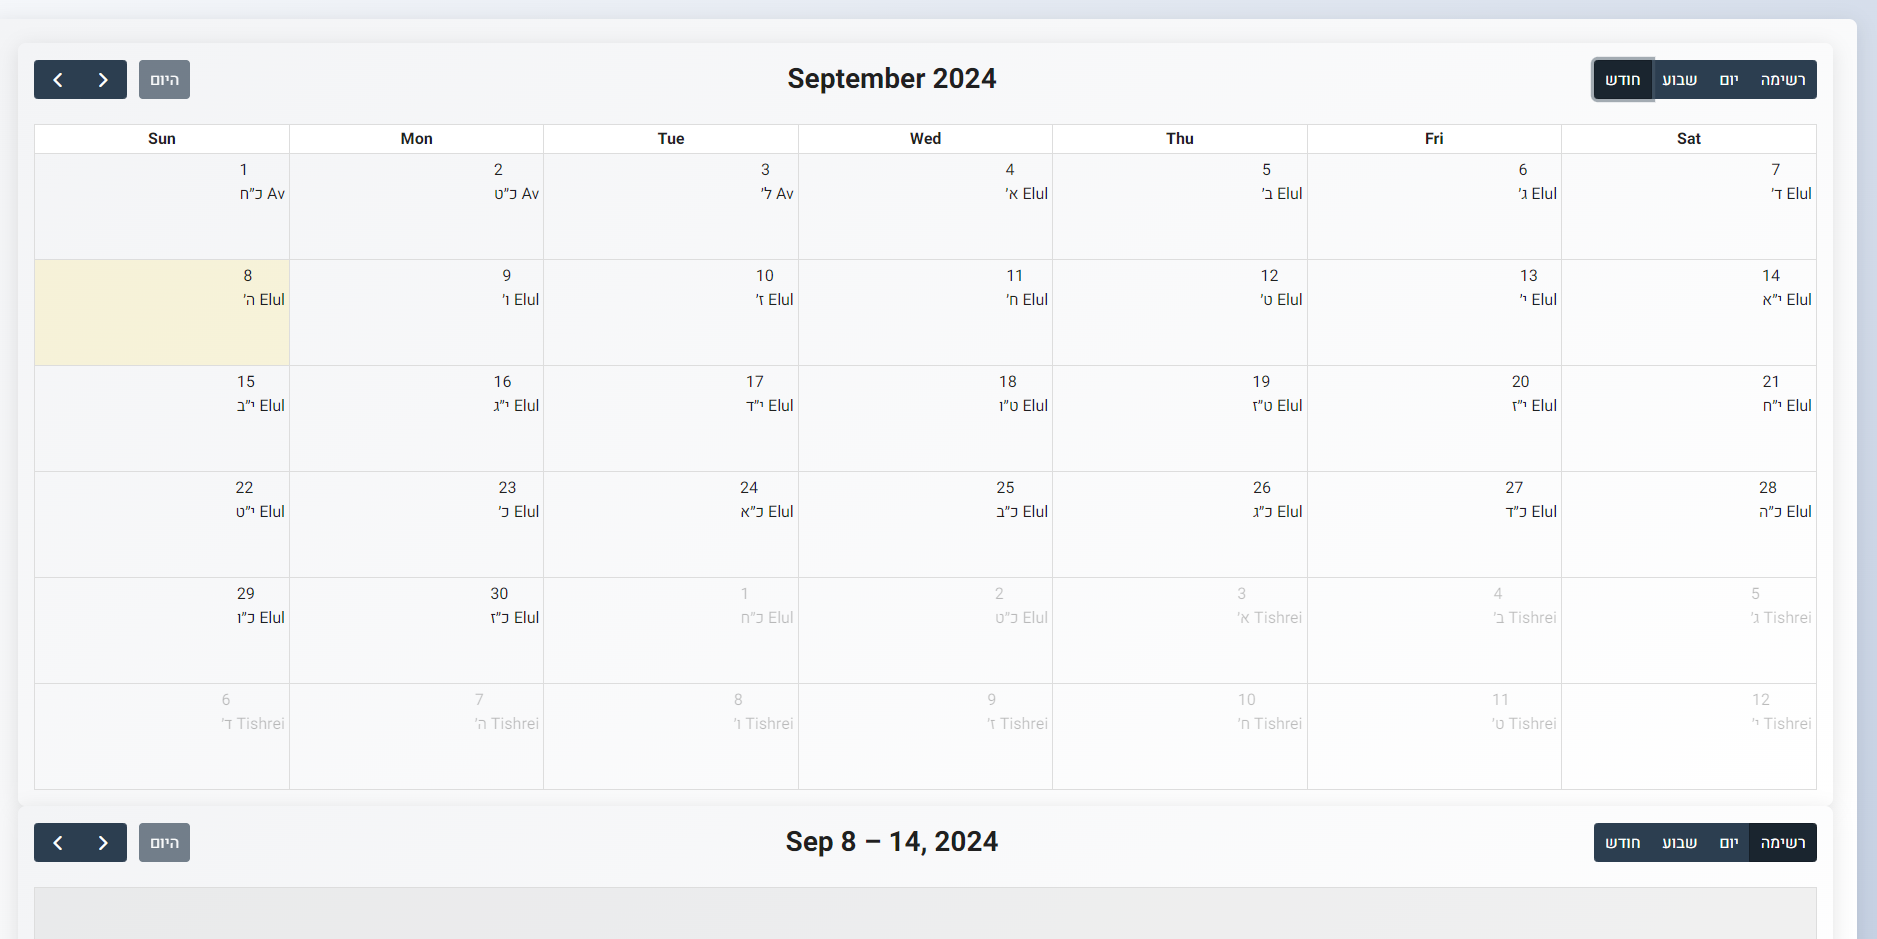 היום
September 2024
חודש שבוע יום רשימה
Sun Mon Tue Wed Thu Fri Sat
1 2 3 4 5 6 7
כ״ח Av כ״ט Av ל׳ Av א׳ Elul ב׳ Elul ג׳ Elul ד׳ Elul
8 9 10 11 12 13 14
ה׳ Elul ו׳ Elul ז׳ Elul ח׳ Elul ט׳ Elul י׳ Elul י״א Elul
15 16 17 18 19 20 21
י״ב Elul י״ג Elul י״ד Elul ט״ו Elul ט״ז Elul י״ז Elul י״ח Elul
22 23 24 25 26 27 28
י״ט Elul כ׳ Elul כ״א Elul כ״ב Elul כ״ג Elul כ״ד Elul כ״ה Elul
29 30 1 2 3 4 5
כ״ו Elul כ״ז Elul כ״ח Elul כ״ט Elul א׳ Tishrei ב׳ Tishrei ג׳ Tishrei
6 7 8 9 10 11 12
ד׳ Tishrei ה׳ Tishrei ו׳ Tishrei ז׳ Tishrei ח׳ Tishrei ט׳ Tishrei י׳ Tishrei
היום
Sep 8 – 14, 2024
חודש שבוע יום רשימה